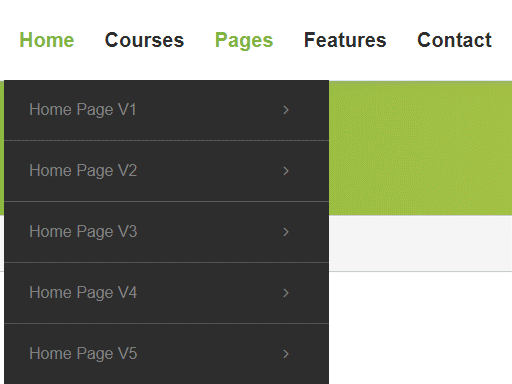 Home Courses Pages Features Contact
Home Page V1
Home Page V2
Home Page V3
Home Page V4
Home Page V5